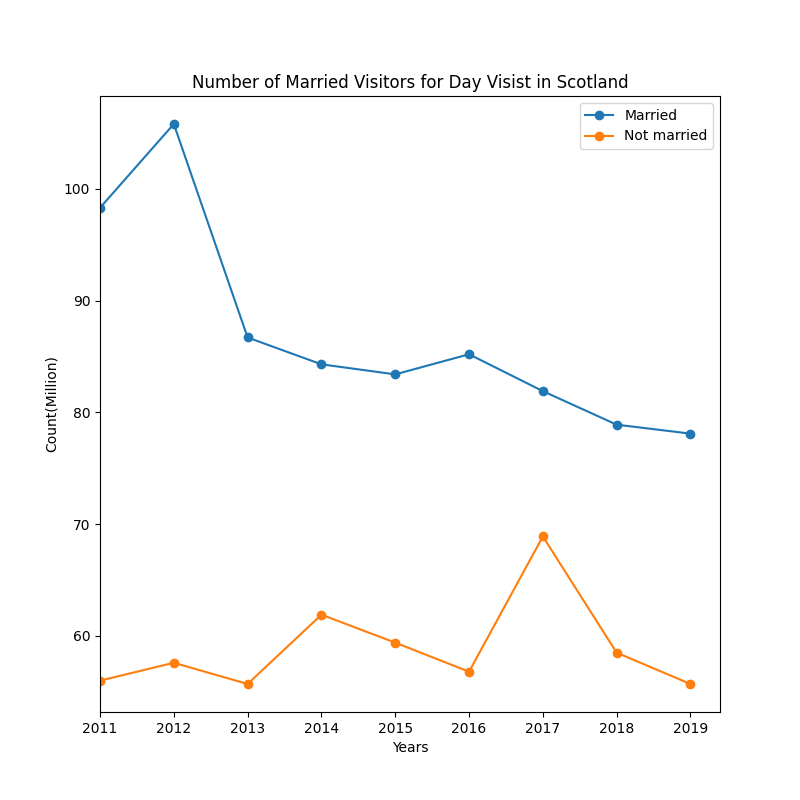 Number of Married Visitors for Day Visist in Scotland
Married
Not married
Count(Million)
100
90
80
70
60
2011 2012 2013 2014 2015 2016 2017 2018 2019
Years